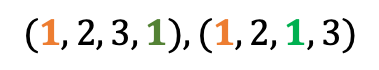 (1, 2, 3, 1), (1, 2, 1, 3)